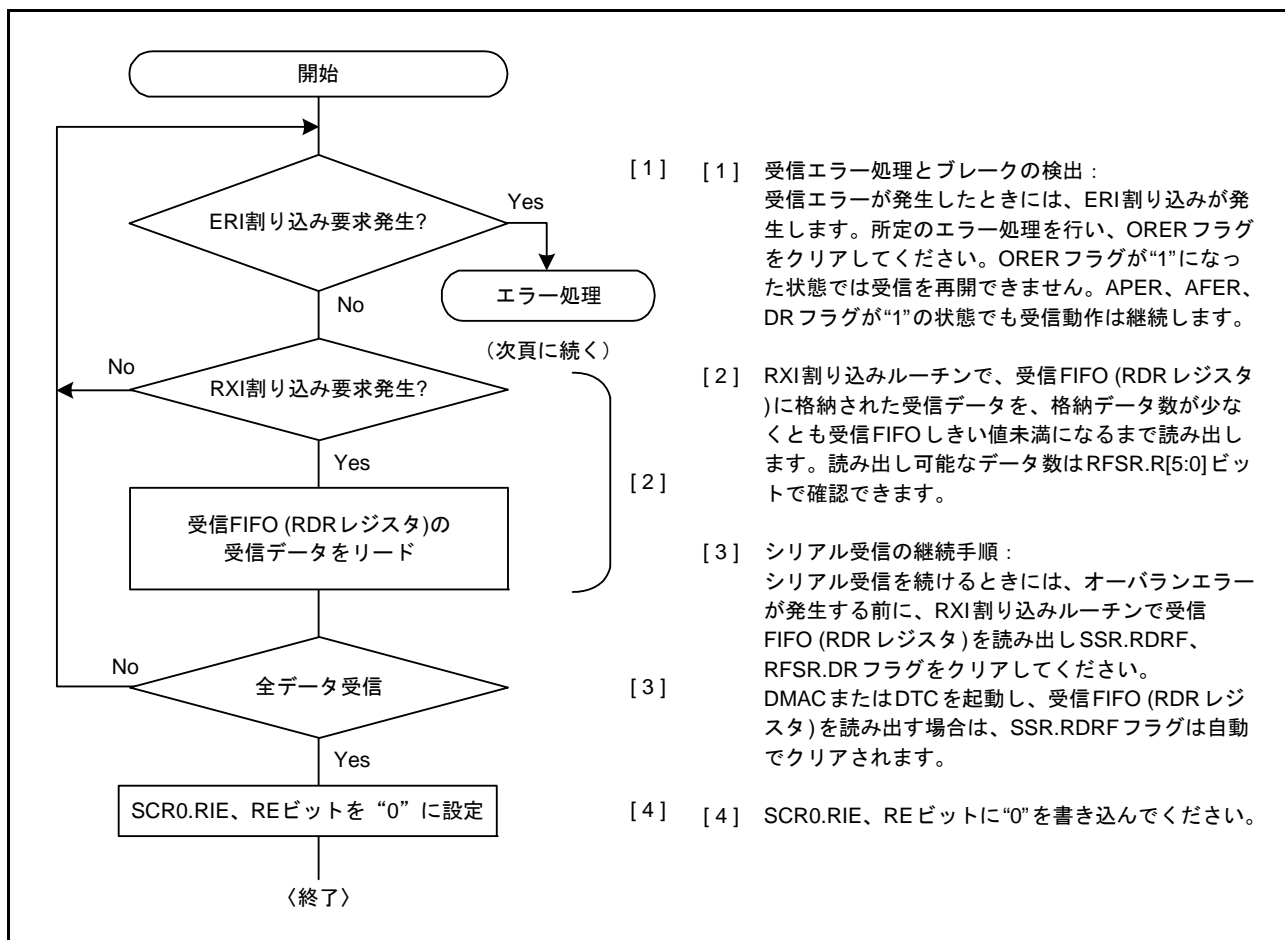 開始
ERI割り込み要求発生?
Yes
エラー処理
No
(次頁に続く)
RXI割り込み要求発生?
No
Yes
受信FIFO (RDRレジスタ)の
受信データをリード
全データ受信
No
Yes
SCR0.RIE、REビットを “0” に設定
〈終了〉
[ 1 ]
[ 2 ]
[ 3 ]
[ 4 ]
[ 1 ] 受信エラー処理とブレークの検出：
受信エラーが発生したときには、ERI割り込みが発
生します。所定のエラー処理を行い、ORERフラグ
をクリアしてください。ORERフラグが“1”になっ
た状態では受信を再開できません。APER、AFER、
DRフラグが“1”の状態でも受信動作は継続します。
[ 2 ] RXI割り込みルーチンで、受信FIFO (RDRレジスタ
)に格納された受信データを、格納データ数が少な
くとも受信FIFOしきい値未満になるまで読み出し
ます。読み出し可能なデータ数はRFSR.R[5:0]ビッ
トで確認できます。
[ 3 ] シリアル受信の継続手順：
シリアル受信を続けるときには、オーバランエラー
が発生する前に、RXI割り込みルーチンで受信
FIFO (RDRレジスタ)を読み出しSSR.RDRF、
RFSR.DRフラグをクリアしてください。
DMACまたはDTCを起動し、受信FIFO (RDRレジ
スタ)を読み出す場合は、SSR.RDRFフラグは自動
でクリアされます。
[ 4 ] SCR0.RIE、REビットに“0”を書き込んでください。